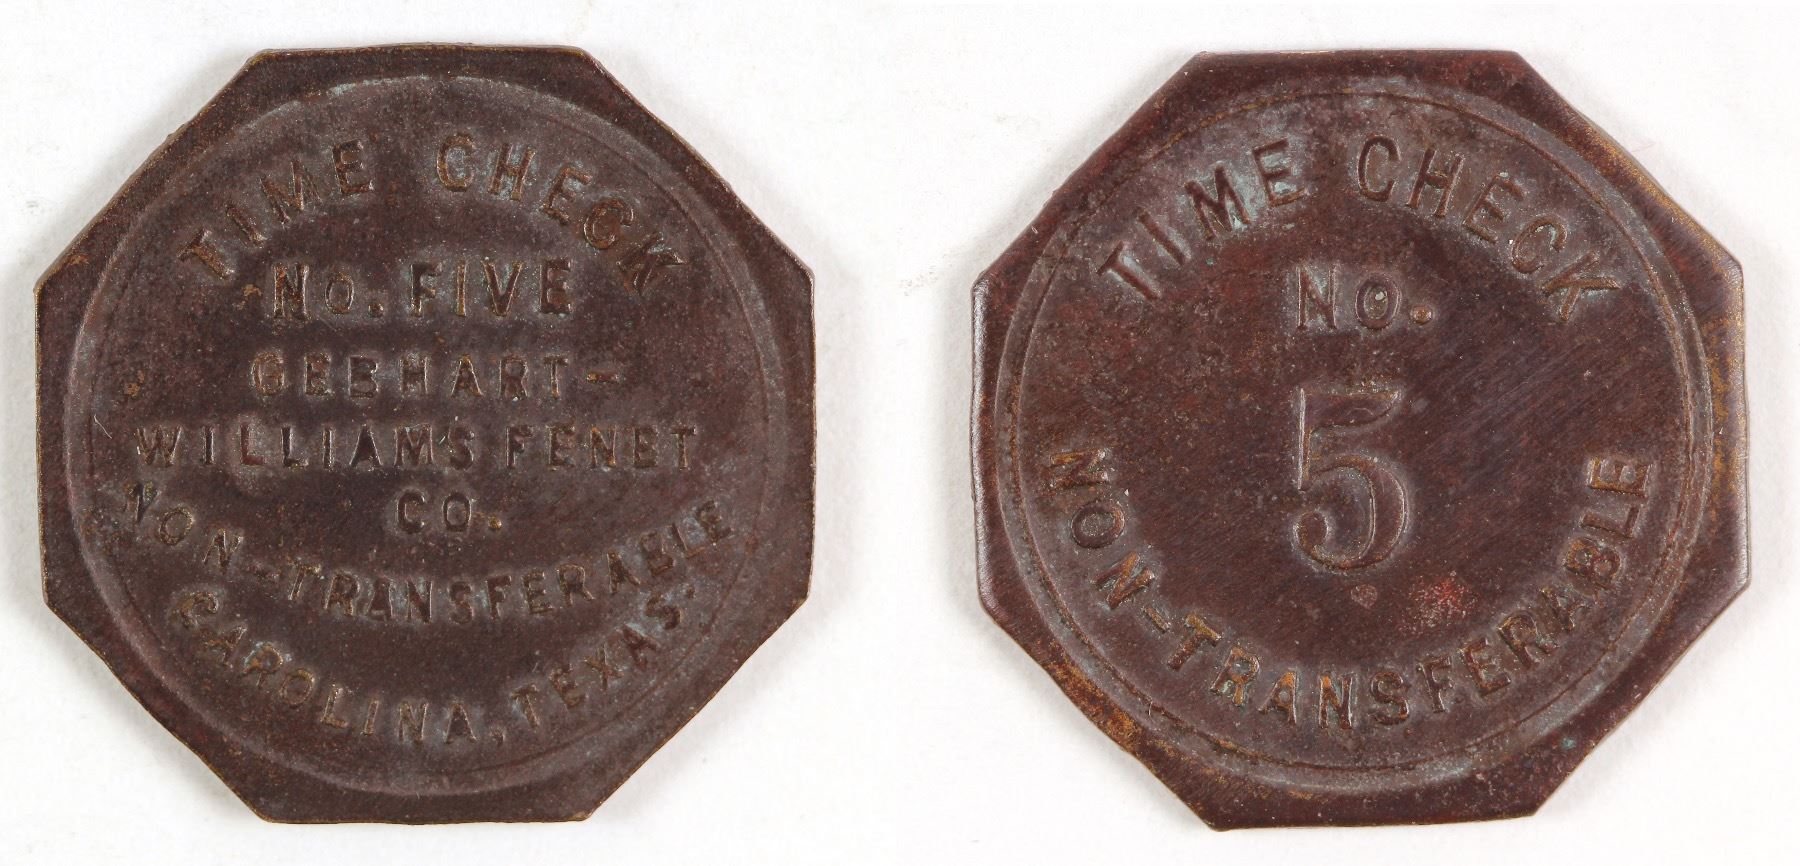 TIME CHECK
No. FIVE
GEBHART-
WILLIAMS FENET
CO.
NON-TRANSFERABLE
CAROLINA, TEXAS.
TIME CHECK
No.
5
NON-TRANSFERABLE